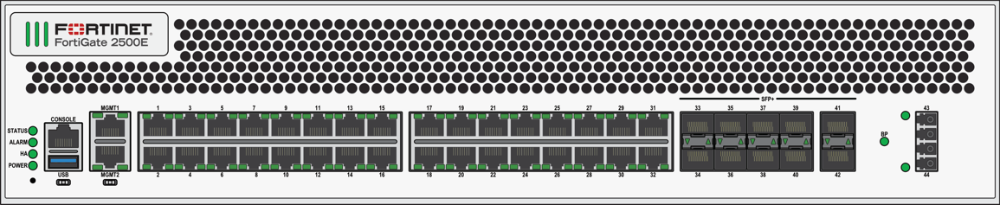 FORTINET
FortiGate 2500E
SFP+
MGMT1 1 3 5 7 9 11 13 15 17 19 21 23 25 27 29 31 33 35 37 39 41 43
CONSOLE
STATUS
ALARM
HA
POWER
BP
USB MGMT2 2 4 6 8 10 12 14 16 18 20 22 24 26 28 30 32 34 36 38 40 42 44